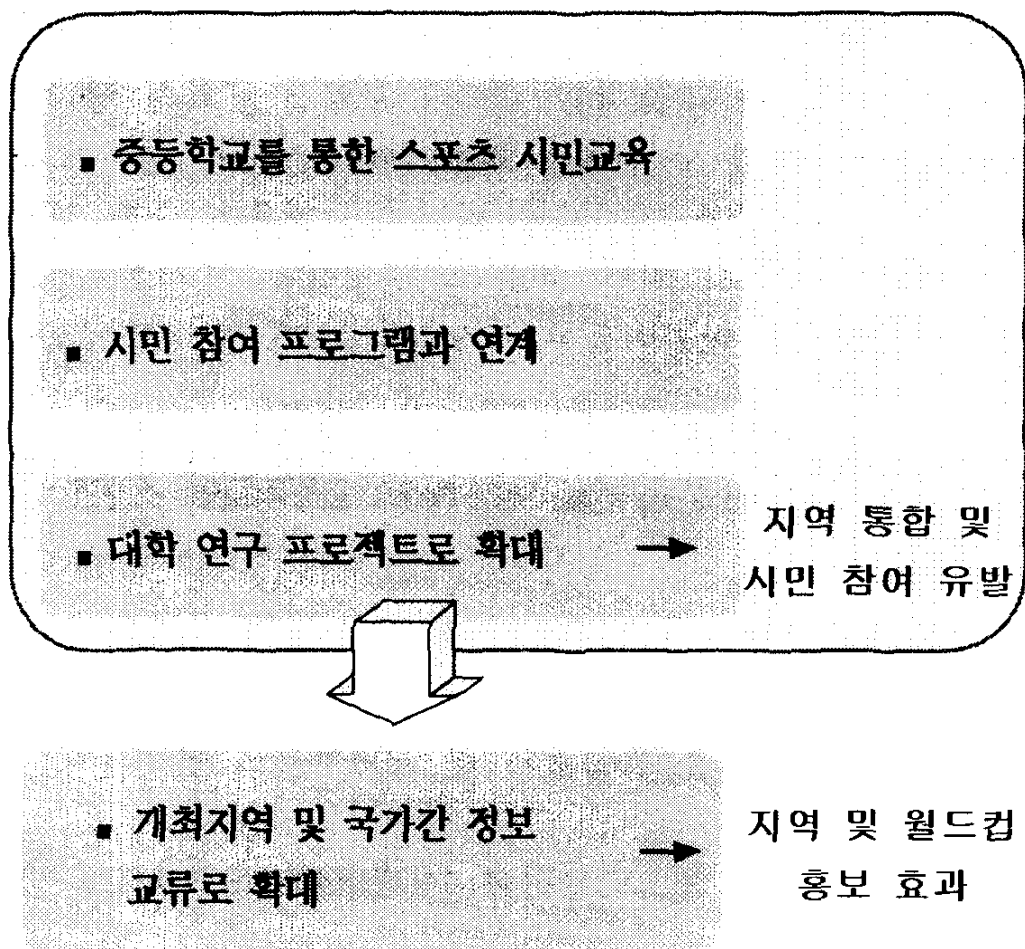 ▪ 중등학교를 통한 스포츠 시민교육
▪ 시민 참여 프로그램과 연계
▪ 대학 연구 프로젝트로 확대
지역 통합 및
시민 참여 유발
▪ 개최지역 및 국가간 정보
교류로 확대
지역 및 월드컵
홍보 효과